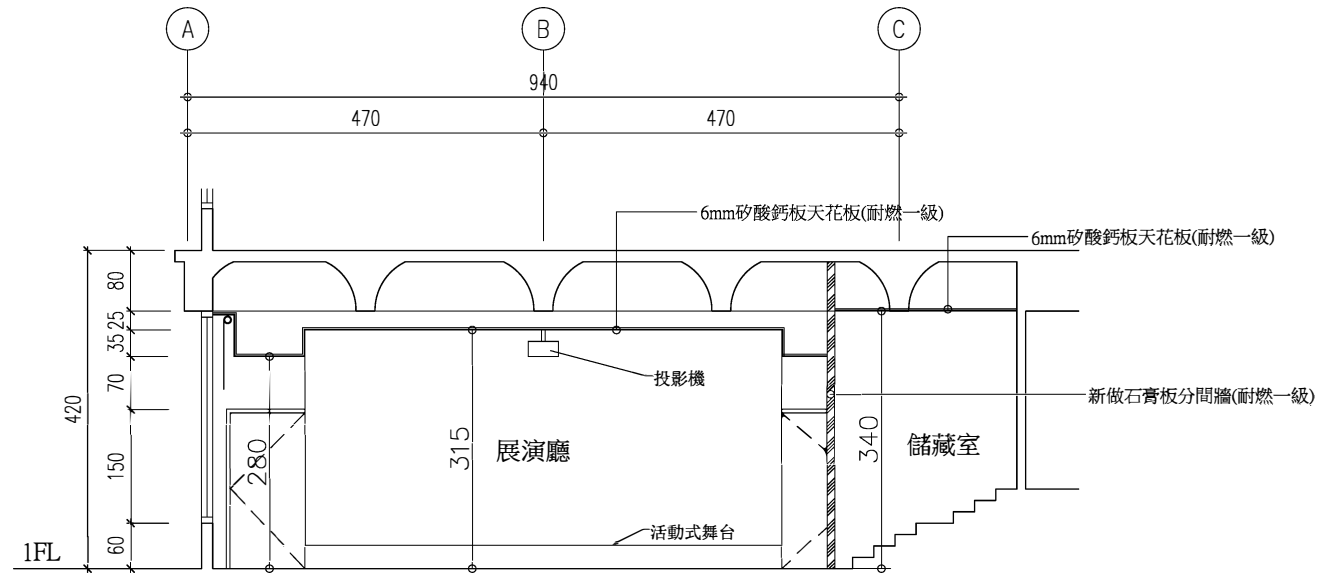 A
B
C
940
470
470
6mm矽酸鈣板天花板(耐燃一級)
6mm矽酸鈣板天花板(耐燃一級)
80
25
35
70
420
150
60
投影機
新做石膏板分間牆(耐燃一級)
280
315
展演廳
340
儲藏室
活動式舞台
1FL